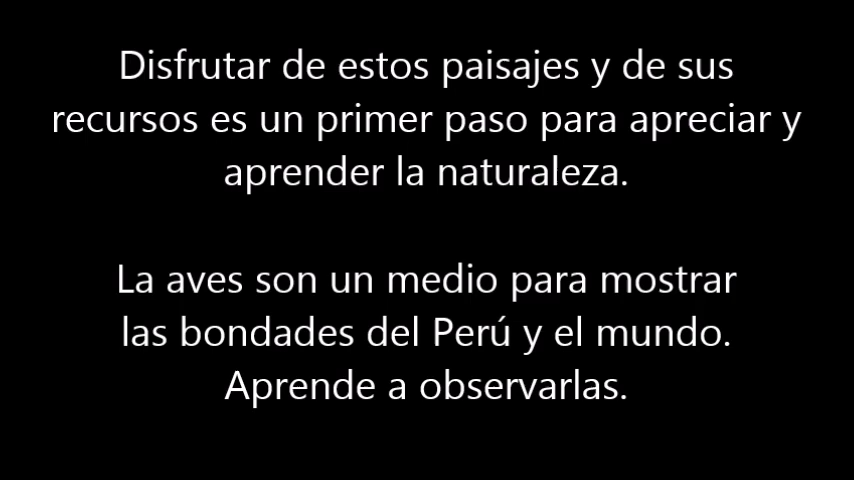 Disfrutar de estos paisajes y de sus
recursos es un primer paso para apreciar y
aprender la naturaleza.
La aves son un medio para mostrar
las bondades del Perú y el mundo.
Aprende a observarlas.